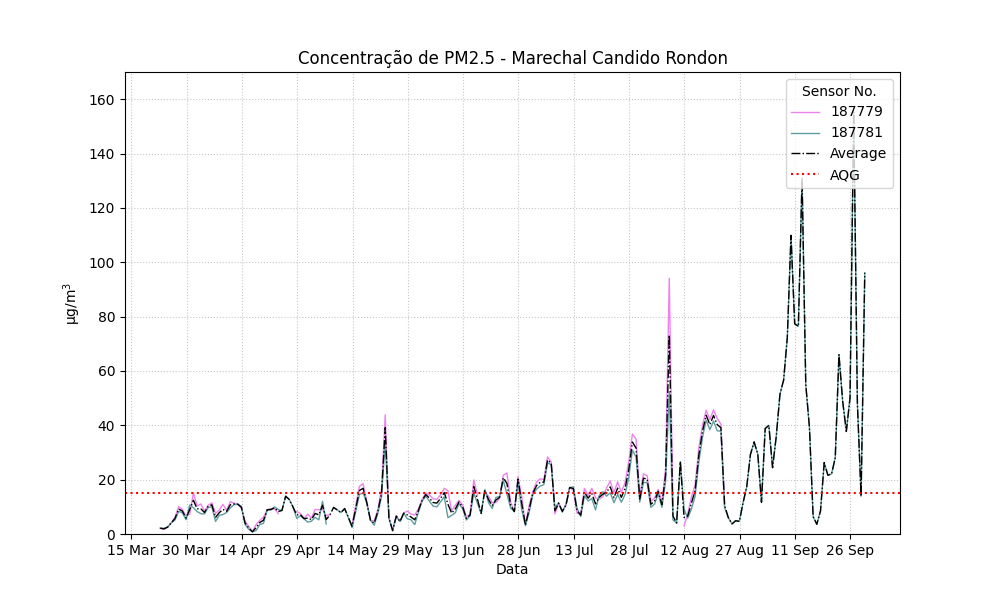 Concentração de PM2.5 - Marechal Candido Rondon
Sensor No.
187779
187781
Average
AQG
µg/m³
160
140
120
100
80
60
40
20
0
15 Mar 30 Mar 14 Apr 29 Apr 14 May 29 May 13 Jun 28 Jun 13 Jul 28 Jul 12 Aug 27 Aug 11 Sep 26 Sep
Data